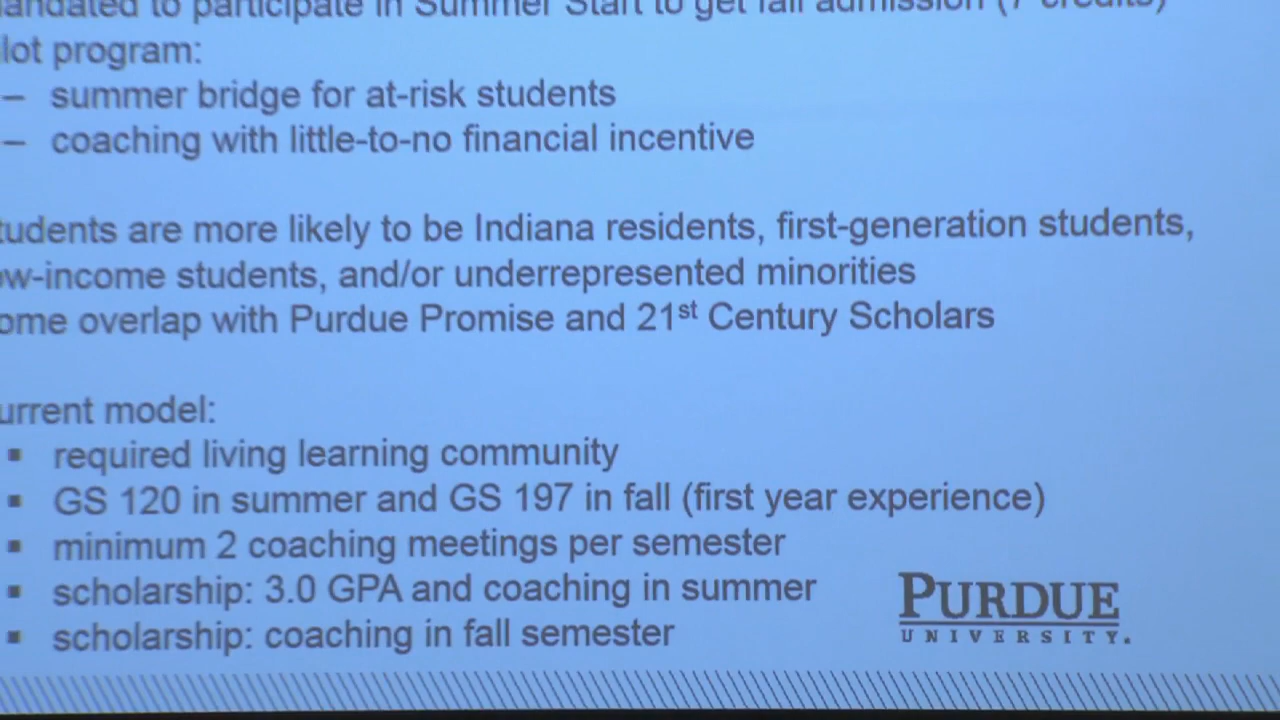 mandated to participate in Summer Start to get fall admission (7 credits)
lot program:
– summer bridge for at-risk students
– coaching with little-to-no financial incentive
tudents are more likely to be Indiana residents, first-generation students,
ow-income students, and/or underrepresented minorities
ome overlap with Purdue Promise and 21st Century Scholars
urrent model:
▪ required living learning community
▪ GS 120 in summer and GS 197 in fall (first year experience)
▪ minimum 2 coaching meetings per semester
▪ scholarship: 3.0 GPA and coaching in summer
▪ scholarship: coaching in fall semester
PURDUE
UNIVERSITY.